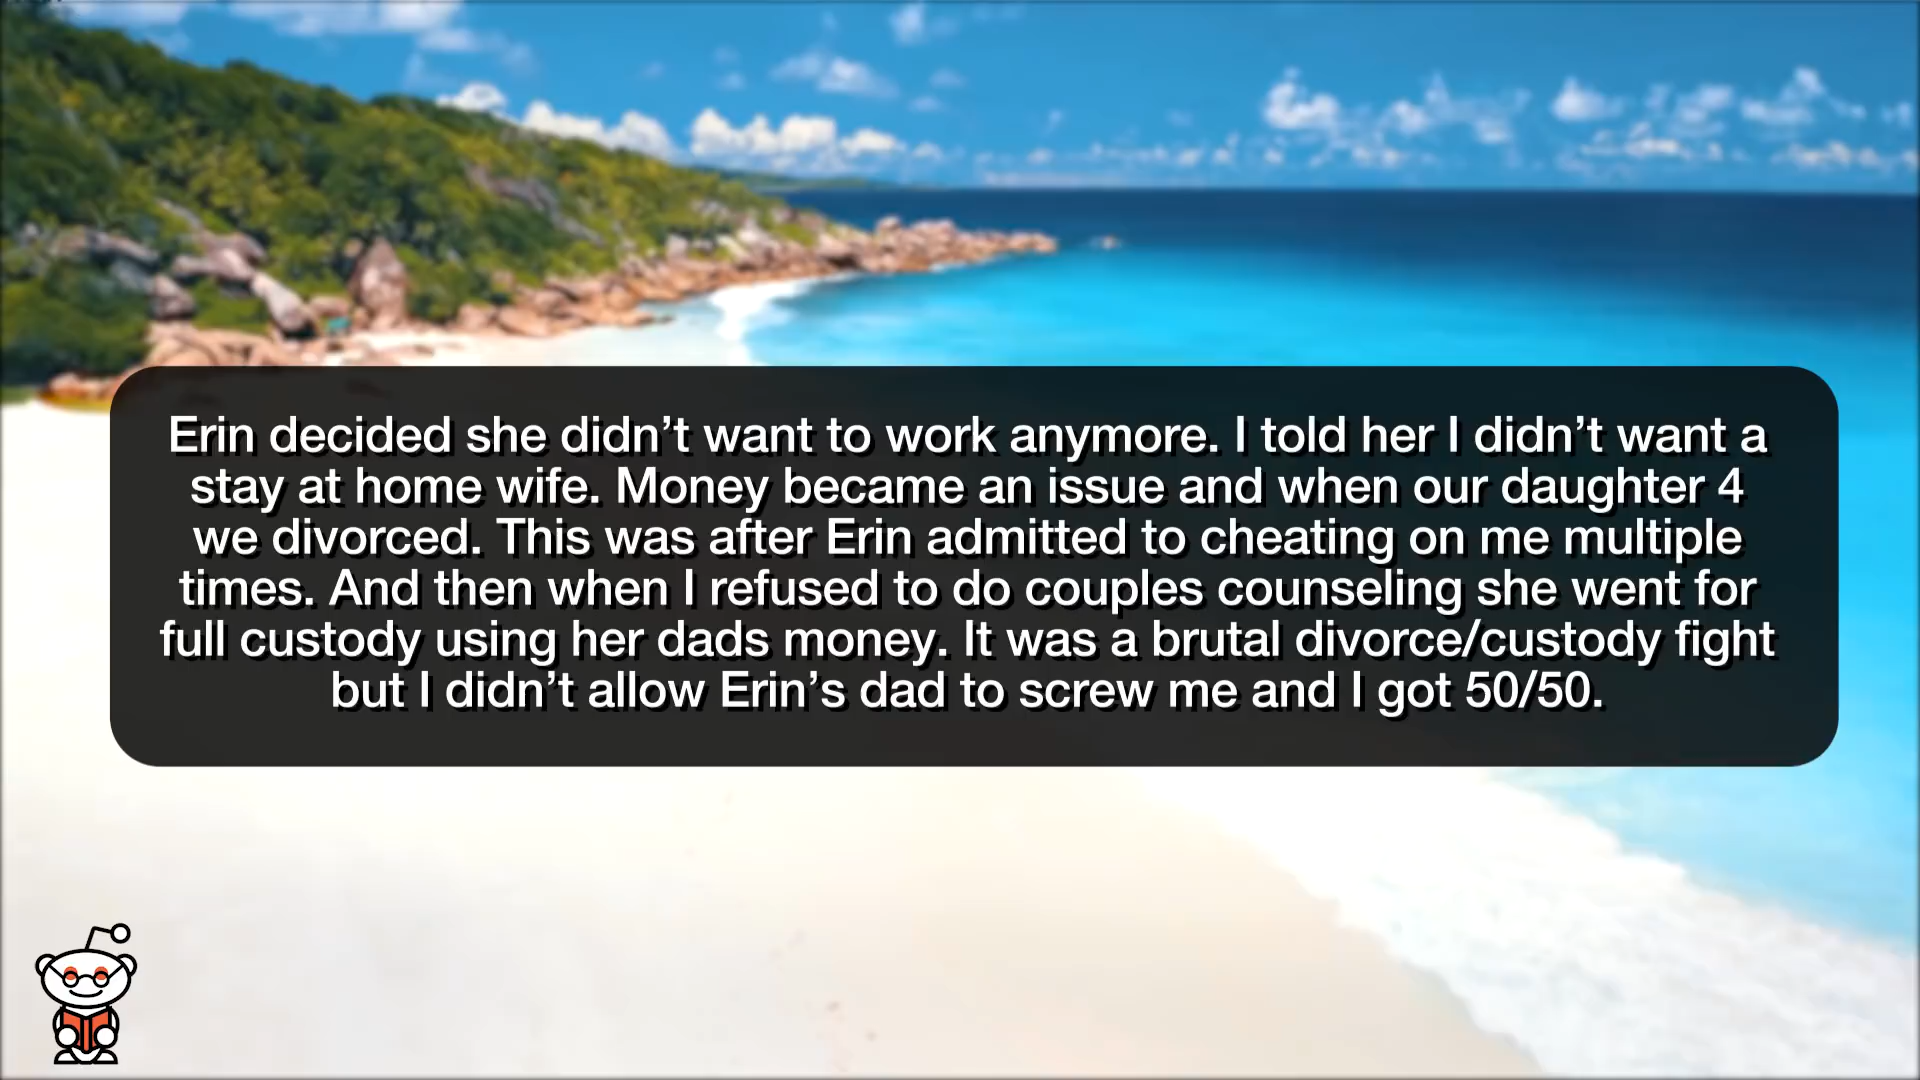 Erin decided she didn’t want to work anymore. I told her I didn’t want a
stay at home wife. Money became an issue and when our daughter 4
we divorced. This was after Erin admitted to cheating on me multiple
times. And then when I refused to do couples counseling she went for
full custody using her dads money. It was a brutal divorce/custody fight
but I didn’t allow Erin’s dad to screw me and I got 50/50.